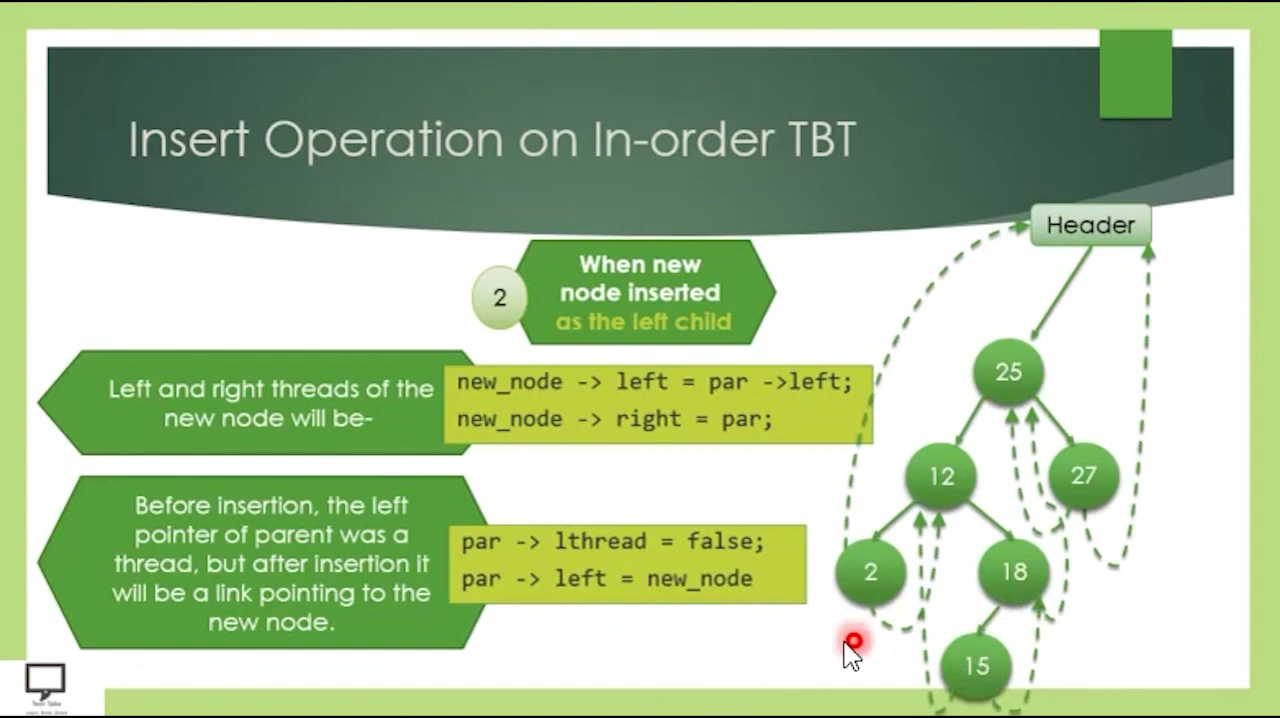 Insert Operation on In-order TBT
Header
2
When new
node inserted
as the left child
Left and right threads of the
new node will be-
new_node -> left = par ->left;
new_node -> right = par;
Before insertion, the left
pointer of parent was a
thread, but after insertion it
will be a link pointing to the
new node.
par -> lthread = false;
par -> left = new_node
25
12
27
2
18
15
Tech Talks